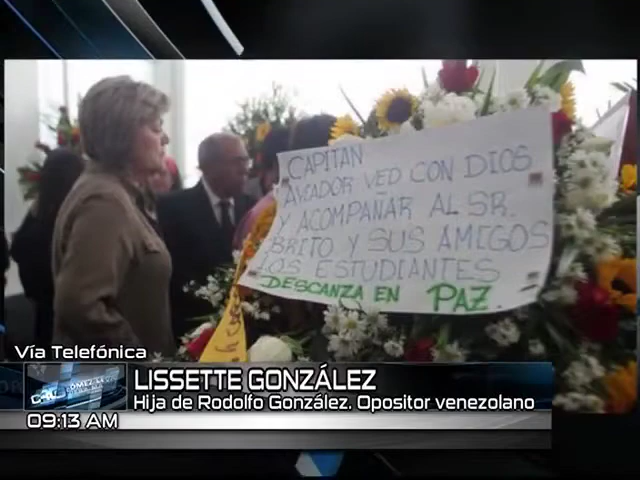 CAPITÁN
AVIADOR VED CON DIOS
Y ACOMPAÑAR AL SR.
BRITO Y SUS AMIGOS
LOS ESTUDIANTES
DESCANZA EN PAZ.
Vía Telefónica
LISSETTE GONZÁLEZ
Hija de Rodolfo González. Opositor venezolano
09:13 AM